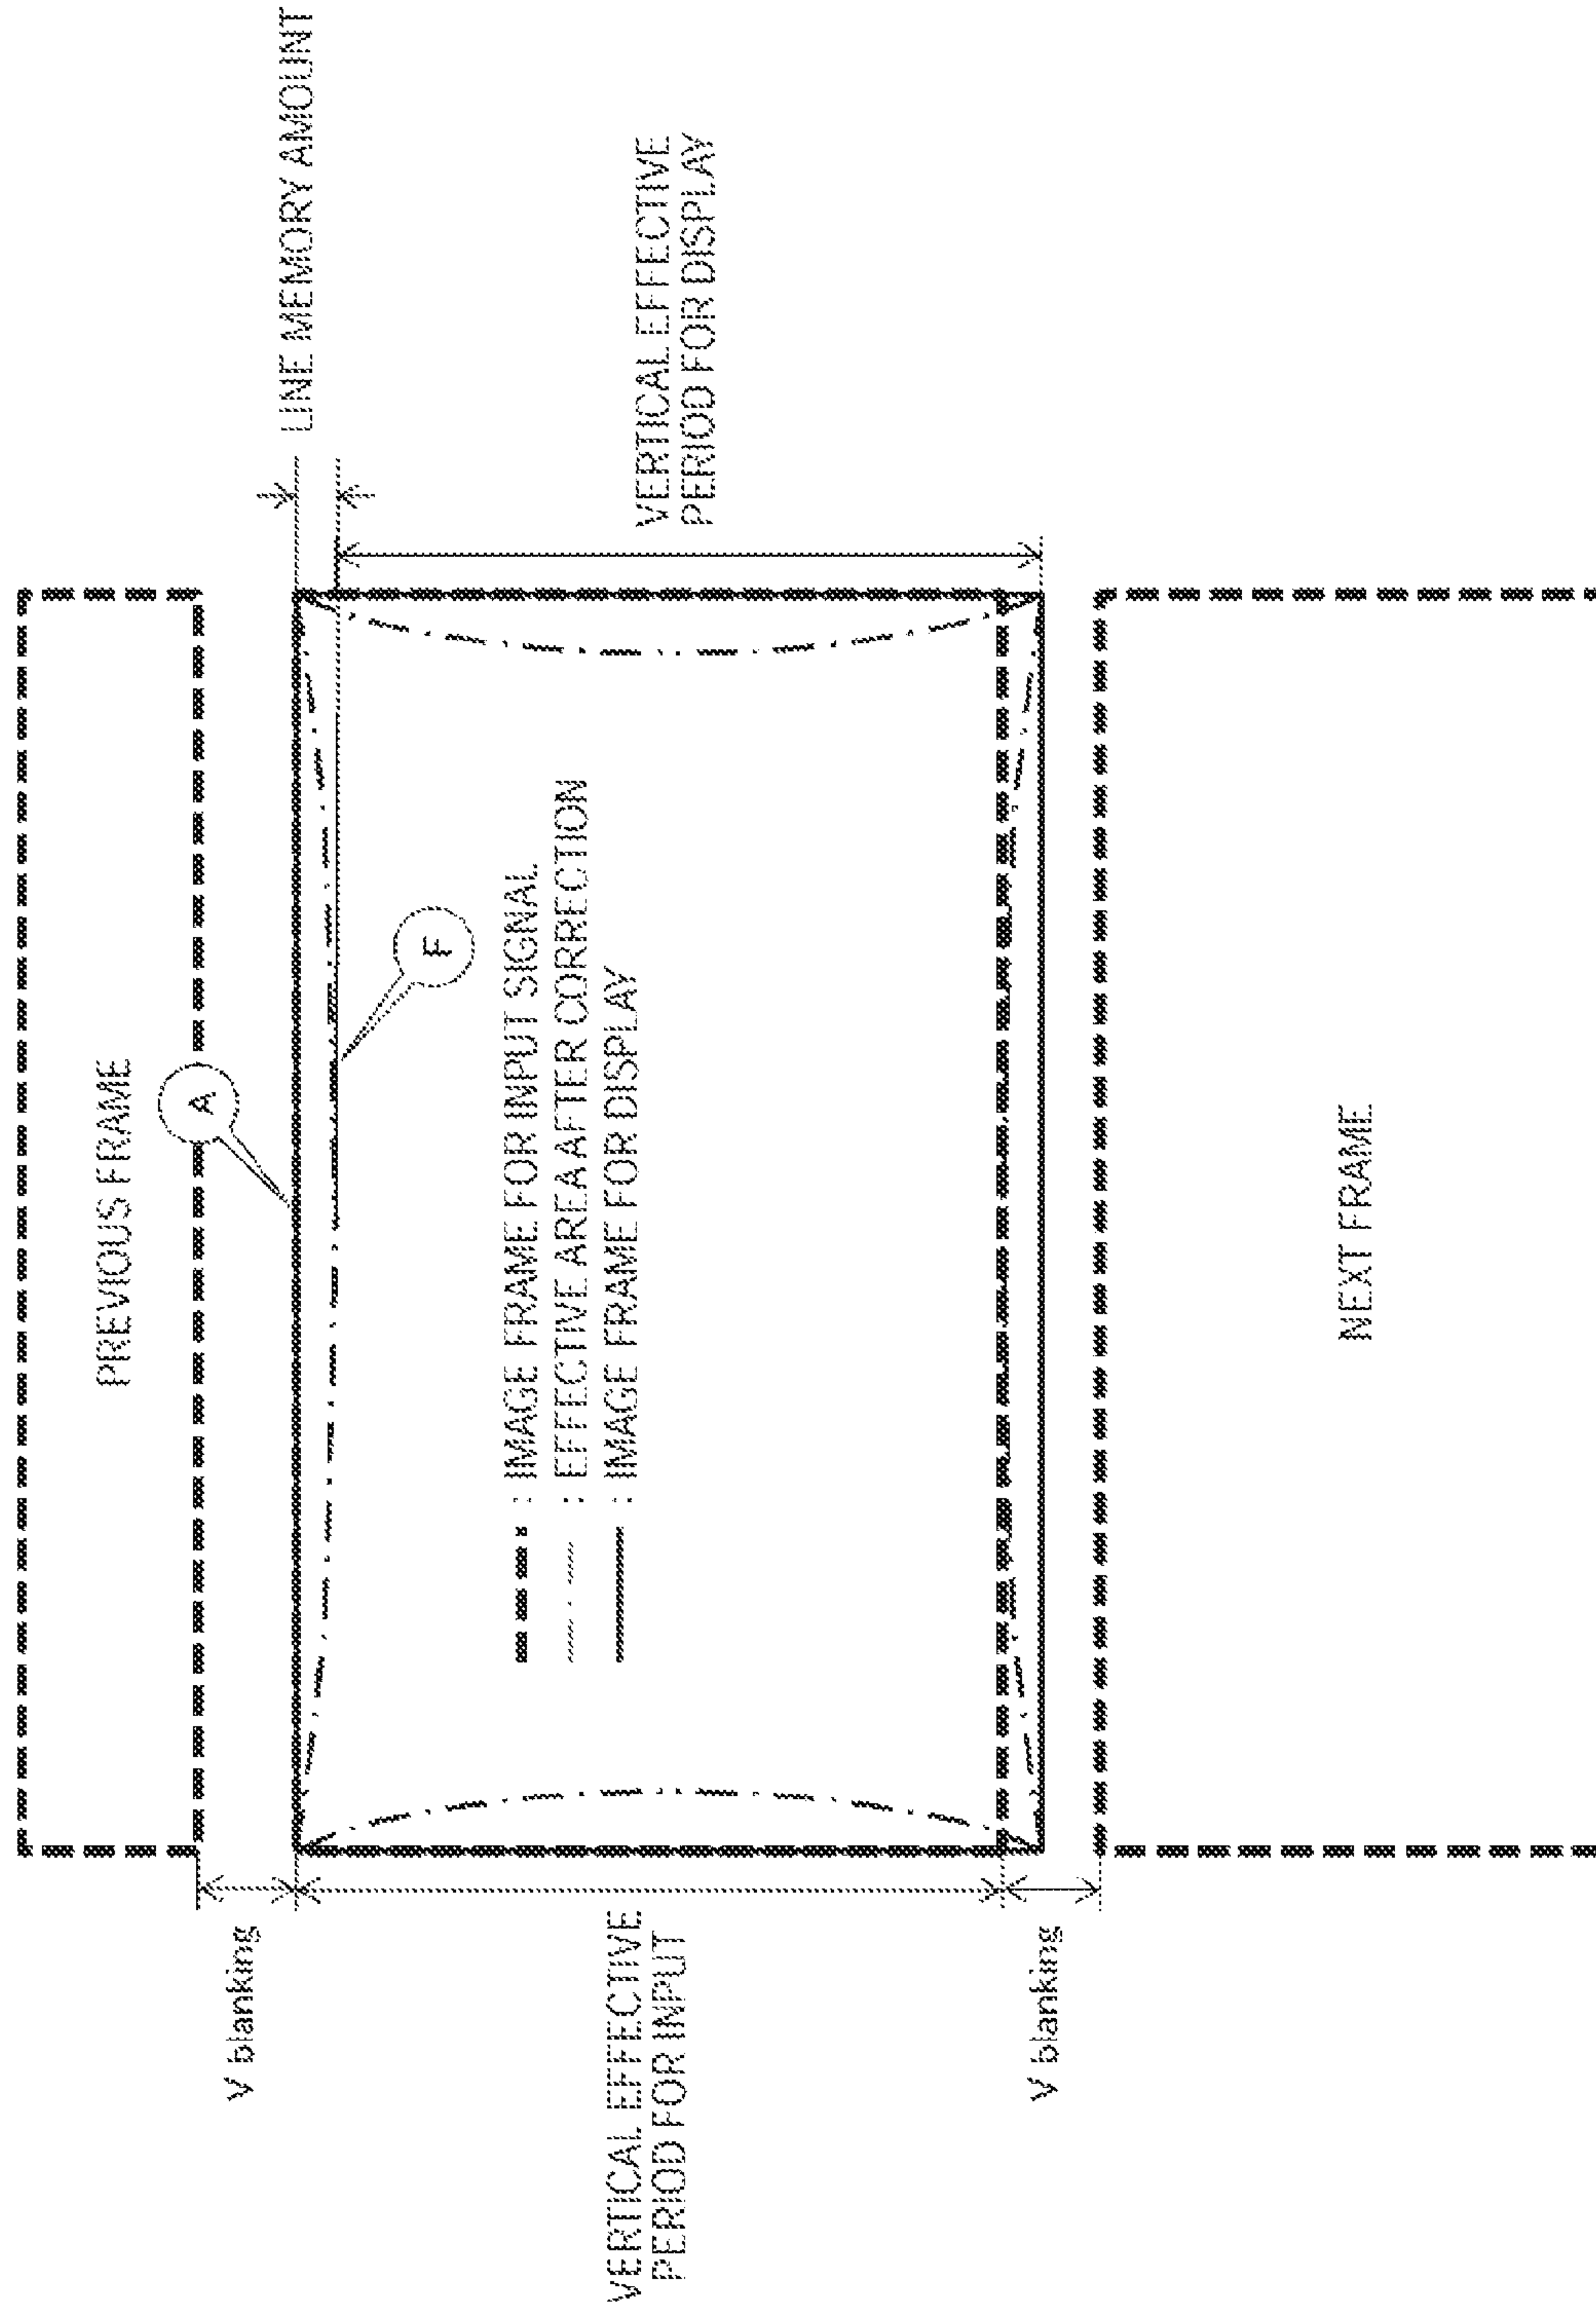 PREVIOUS FRAME
A
LINE MEMORY AMOUNT
V blanking
F
: IMAGE FRAME FOR INPUT SIGNAL
: EFFECTIVE AREA AFTER CORRECTION
: IMAGE FRAME FOR DISPLAY
VERTICAL EFFECTIVE
PERIOD FOR INPUT
VERTICAL EFFECTIVE
PERIOD FOR DISPLAY
V blanking
NEXT FRAME